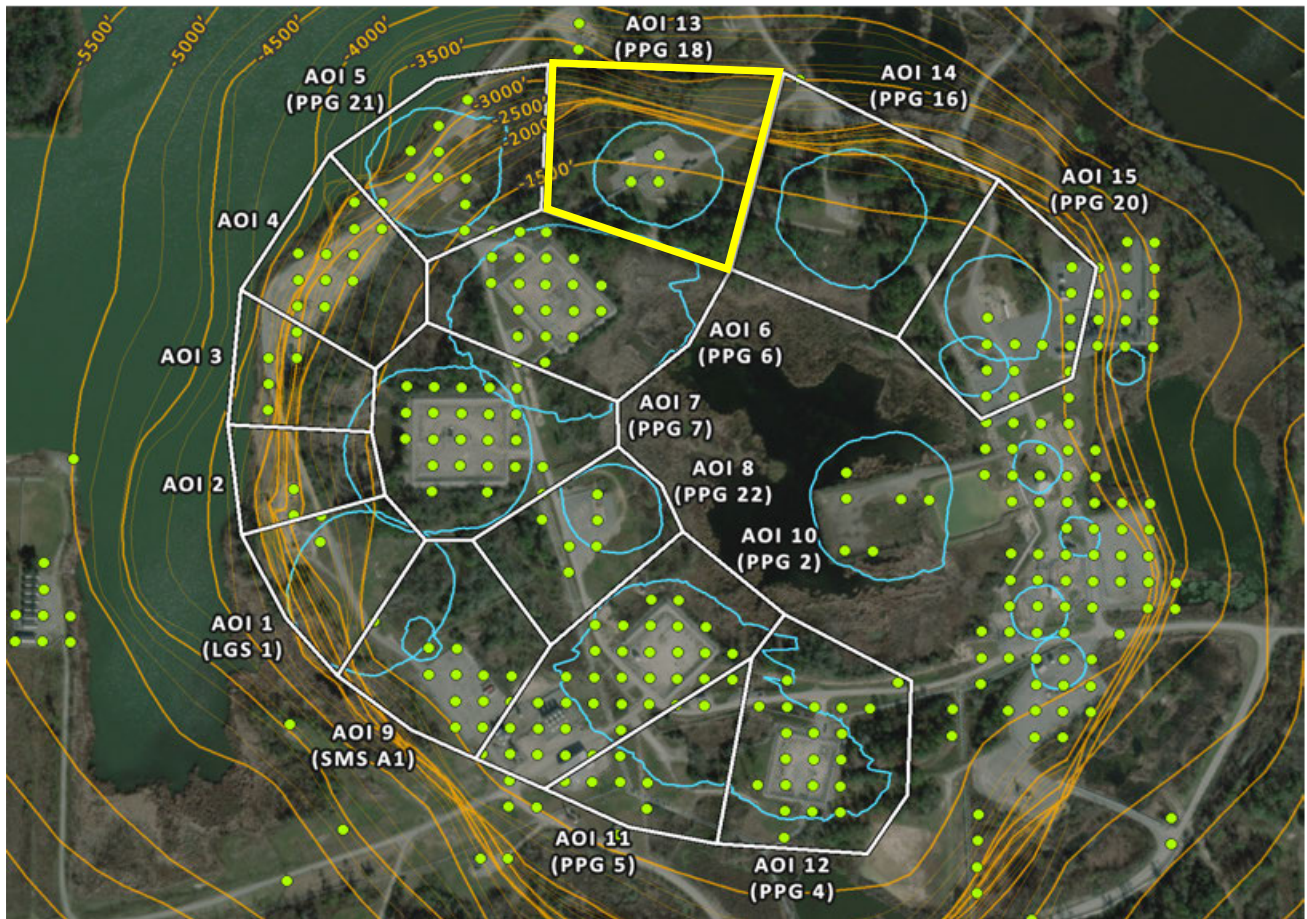 -5500'
-5000'
-4500'
-4000'
-3500'
-3000'
-2500'
-2000'
-1500'
AOI 13
(PPG 18)
AOI 5
(PPG 21)
AOI 14
(PPG 16)
AOI 15
(PPG 20)
AOI 4
AOI 6
(PPG 6)
AOI 3
AOI 7
(PPG 7)
AOI 8
(PPG 22)
AOI 2
AOI 10
(PPG 2)
AOI 1
(LGS 1)
AOI 9
(SMS A1)
AOI 11
(PPG 5)
AOI 12
(PPG 4)